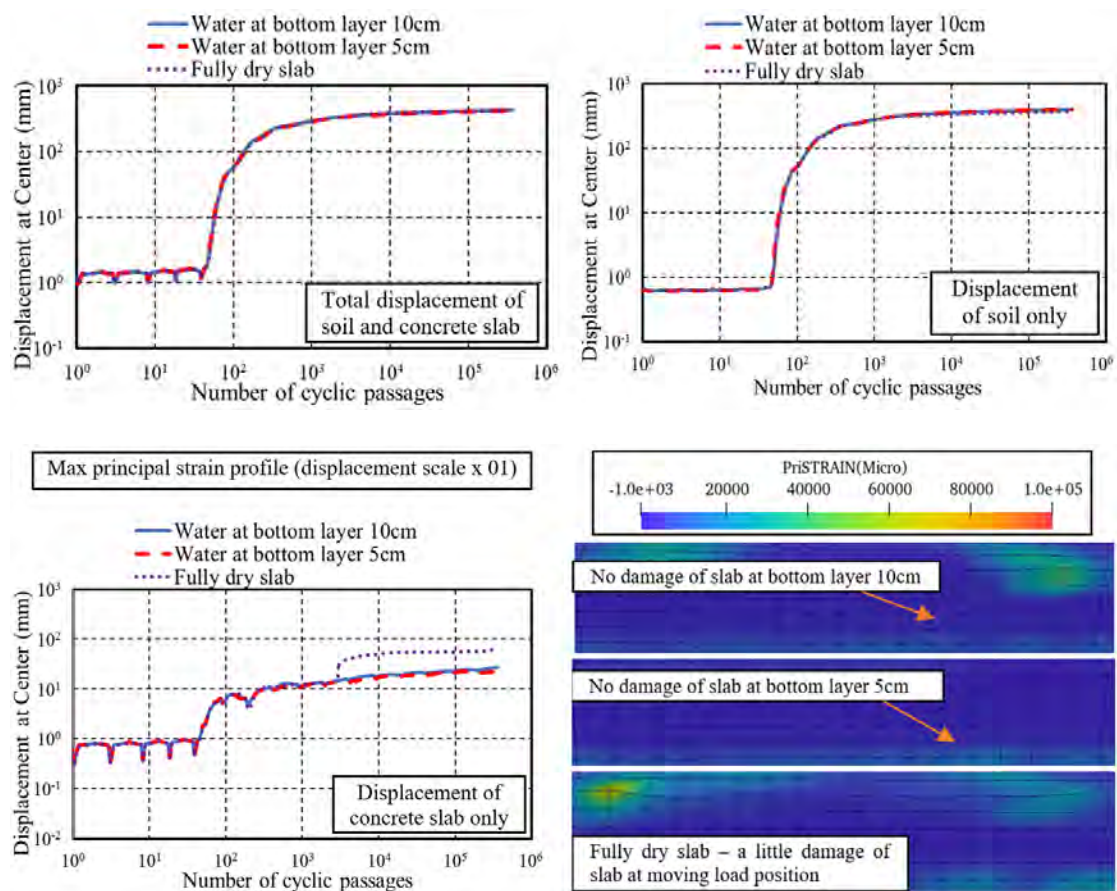 Water at bottom layer 10cm
Water at bottom layer 5cm
Fully dry slab
Displacement at Center (mm)
10³
10²
10¹
10⁰
10⁻¹
Total displacement of
soil and concrete slab
10⁰ 10¹ 10² 10³ 10⁴ 10⁵ 10⁶
Number of cyclic passages
Water at bottom layer 10cm
Water at bottom layer 5cm
Fully dry slab
Displacement at Center (mm)
10³
10²
10¹
10⁰
10⁻¹
Displacement
of soil only
10⁰ 10¹ 10² 10³ 10⁴ 10⁵ 10⁶
Number of cyclic passages
Max principal strain profile (displacement scale x 01)
Water at bottom layer 10cm
Water at bottom layer 5cm
Fully dry slab
Displacement at Center (mm)
10³
10²
10¹
10⁰
10⁻¹
10⁻²
Displacement of
concrete slab only
10⁰ 10¹ 10² 10³ 10⁴ 10⁵ 10⁶
Number of cyclic passages
PriSTRAIN(Micro)
-1.0e+03 20000 40000 60000 80000 1.0e+05
No damage of slab at bottom layer 10cm
No damage of slab at bottom layer 5cm
Fully dry slab – a little damage of
slab at moving load position